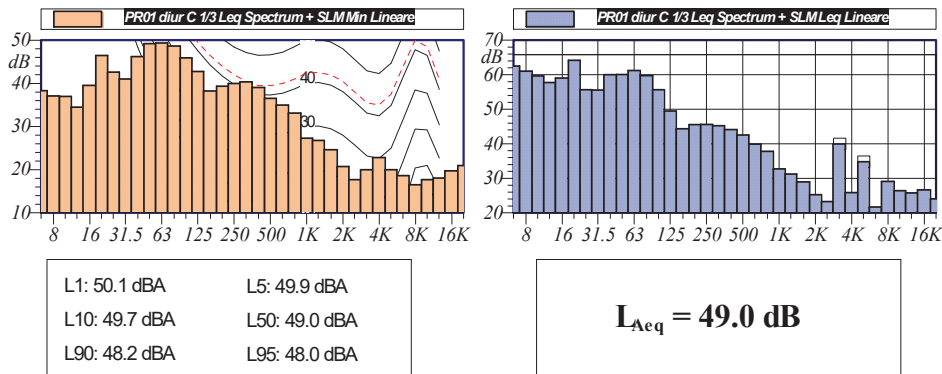 PR01 diur C 1/3 Leq Spectrum + SLM Min Lineare
50
dB
40
30
20
10
40
30
8 16 31.5 63 125 250 500 1K 2K 4K 8K 16K
PR01 diur C 1/3 Leq Spectrum + SLM Leq Lineare
70
dB
60
50
40
30
20
8 16 31.5 63 125 250 500 1K 2K 4K 8K 16K
L1: 50.1 dBA L5: 49.9 dBA
L10: 49.7 dBA L50: 49.0 dBA
L90: 48.2 dBA L95: 48.0 dBA
LAeq = 49.0 dB